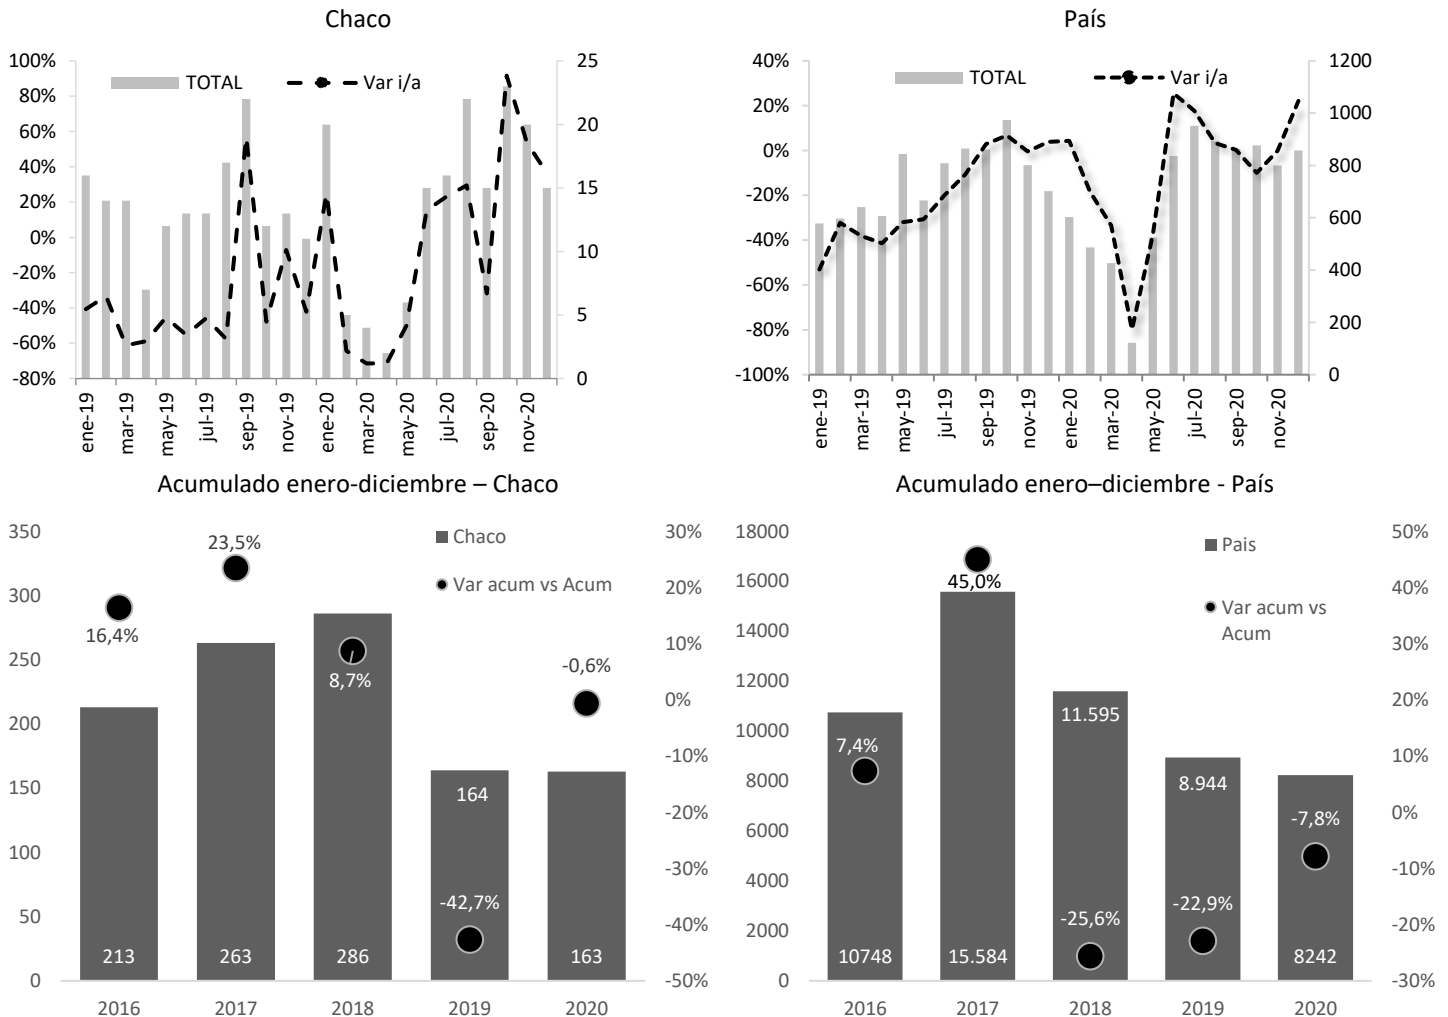 Chaco
100%
80%
60%
40%
20%
0%
-20%
-40%
-60%
-80%
TOTAL
Var i/a
25
20
15
10
5
0
ene-19
mar-19
may-19
jul-19
sep-19
nov-19
ene-20
mar-20
may-20
jul-20
sep-20
nov-20
País
40%
20%
0%
-20%
-40%
-60%
-80%
-100%
TOTAL
Var i/a
1200
1000
800
600
400
200
0
ene-19
mar-19
may-19
jul-19
sep-19
nov-19
ene-20
mar-20
may-20
jul-20
sep-20
nov-20
Acumulado enero-diciembre – Chaco
350
300
250
200
150
100
50
0
Chaco
Var acum vs Acum
16,4%
23,5%
8,7%
-42,7%
-0,6%
213
263
286
164
163
30%
20%
10%
0%
-10%
-20%
-30%
-40%
-50%
2016
2017
2018
2019
2020
Acumulado enero–diciembre - País
18000
16000
14000
12000
10000
8000
6000
4000
2000
0
Pais
Var acum vs
Acum
7,4%
45,0%
-25,6%
-22,9%
-7,8%
10748
15.584
11.595
8.944
8242
50%
40%
30%
20%
10%
0%
-10%
-20%
-30%
2016
2017
2018
2019
2020